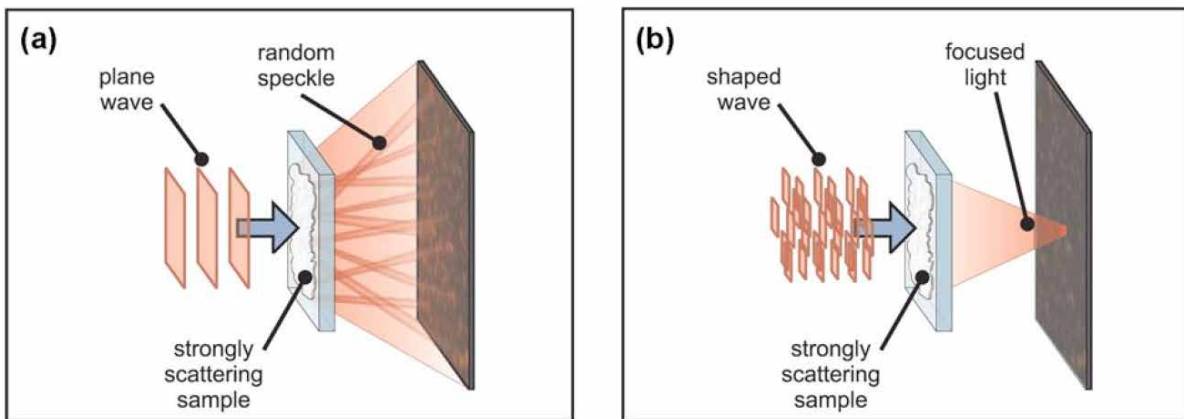 (a)
plane
wave
random
speckle
strongly
scattering
sample
(b)
shaped
wave
focused
light
strongly
scattering
sample